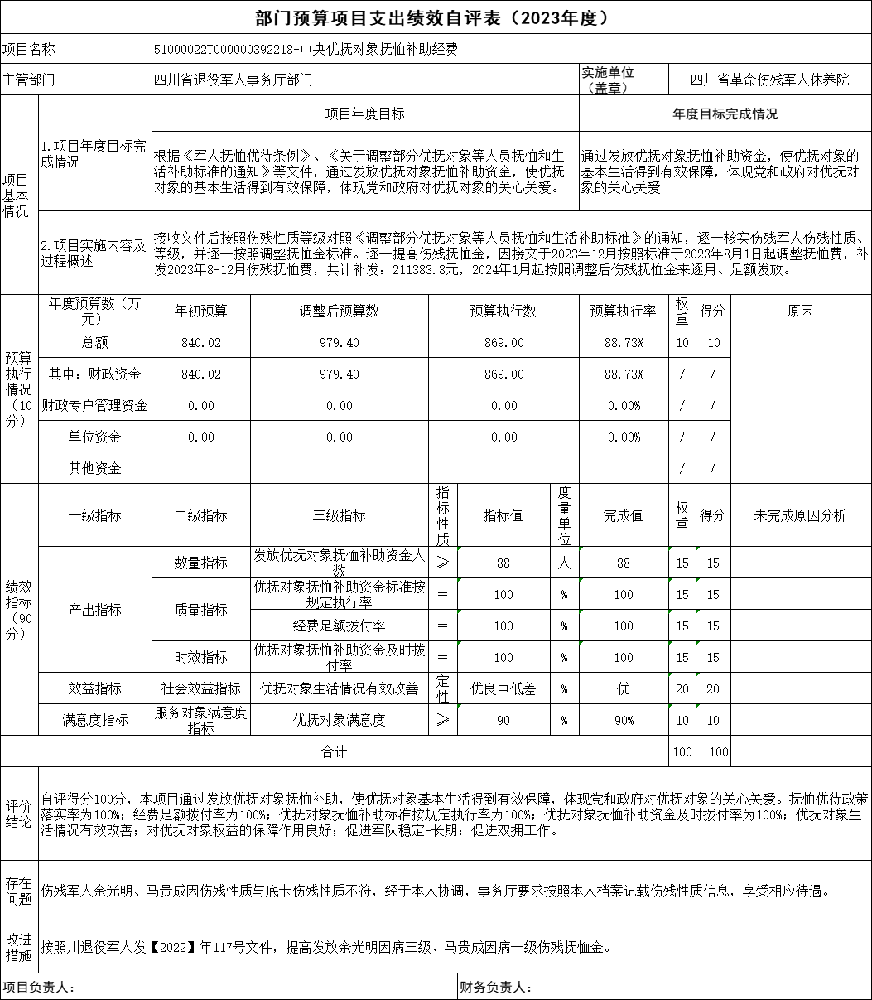 部门预算项目支出绩效自评表（2023年度）
项目名称
51000022T000000392218-中央优抚对象抚恤补助经费
主管部门
四川省退役军人事务厅部门
实施单位
（盖章）
四川省革命伤残军人休养院
项目
基本
情况
1.项目年度目标完
成情况
项目年度目标
年度目标完成情况
根据《军人抚恤优待条例》、《关于调整部分优抚对象等人员抚恤和生
活补助标准的通知》等文件，通过发放优抚对象抚恤补助资金，使优抚
对象的基本生活得到有效保障，体现党和政府对优抚对象的关心关爱。
通过发放优抚对象抚恤补助资金，使优抚对象的
基本生活得到有效保障，体现党和政府对优抚对
象的关心关爱
2.项目实施内容及
过程概述
接收文件后按照伤残性质等级对照《调整部分优抚对象等人员抚恤和生活补助标准》的通知，逐一核实伤残军人伤残性质、
等级，并逐一按照调整抚恤金标准。逐一提高伤残抚恤金，因接文于2023年12月按照标准于2023年8月1日起调整抚恤费，补
发2023年8-12月伤残抚恤费，共计补发：211383.8元，2024年1月起按照调整后伤残抚恤金来逐月、足额发放。
预算
执行
情况
（10
分）
年度预算数（万
元）
年初预算
调整后预算数
预算执行数
预算执行率
权
重
得分
原因
总额
840.02
979.40
869.00
88.73%
10
10
其中：财政资金
840.02
979.40
869.00
88.73%
/
/
财政专户管理资金
0.00
0.00
0.00
0.00%
/
/
单位资金
0.00
0.00
0.00
0.00%
/
/
其他资金
/
/
绩效
指标
（90
分）
一级指标
二级指标
三级指标
指
标
性
质
指标值
度
量
单
位
完成值
权
重
得分
未完成原因分析
产出指标
数量指标
发放优抚对象抚恤补助资金人
数
≥
88
人
88
15
15
质量指标
优抚对象抚恤补助资金标准按
规定执行率
＝
100
%
100
15
15
经费足额拨付率
＝
100
%
100
15
15
时效指标
优抚对象抚恤补助资金及时拨
付率
＝
100
%
100
15
15
效益指标
社会效益指标
优抚对象生活情况有效改善
定
性
优良中低差
%
优
20
20
满意度指标
服务对象满意度
指标
优抚对象满意度
≥
90
%
90%
10
10
合计
100
100
评价
结论
自评得分100分，本项目通过发放优抚对象抚恤补助，使优抚对象基本生活得到有效保障，体现党和政府对优抚对象的关心关爱。抚恤优待政策
落实率为100%；经费足额拨付率为100%；优抚对象抚恤补助标准按规定执行率为100%；优抚对象抚恤补助资金及时拨付率为100%；优抚对象生
活情况有效改善；对优抚对象权益的保障作用良好；促进军队稳定-长期；促进双拥工作。
存在
问题
伤残军人余光明、马贵成因伤残性质与底卡伤残性质不符，经于本人协调，事务厅要求按照本人档案记载伤残性质信息，享受相应待遇。
改进
措施
按照川退役军人发【2022】年117号文件，提高发放余光明因病三级、马贵成因病一级伤残抚恤金。
项目负责人：
财务负责人：